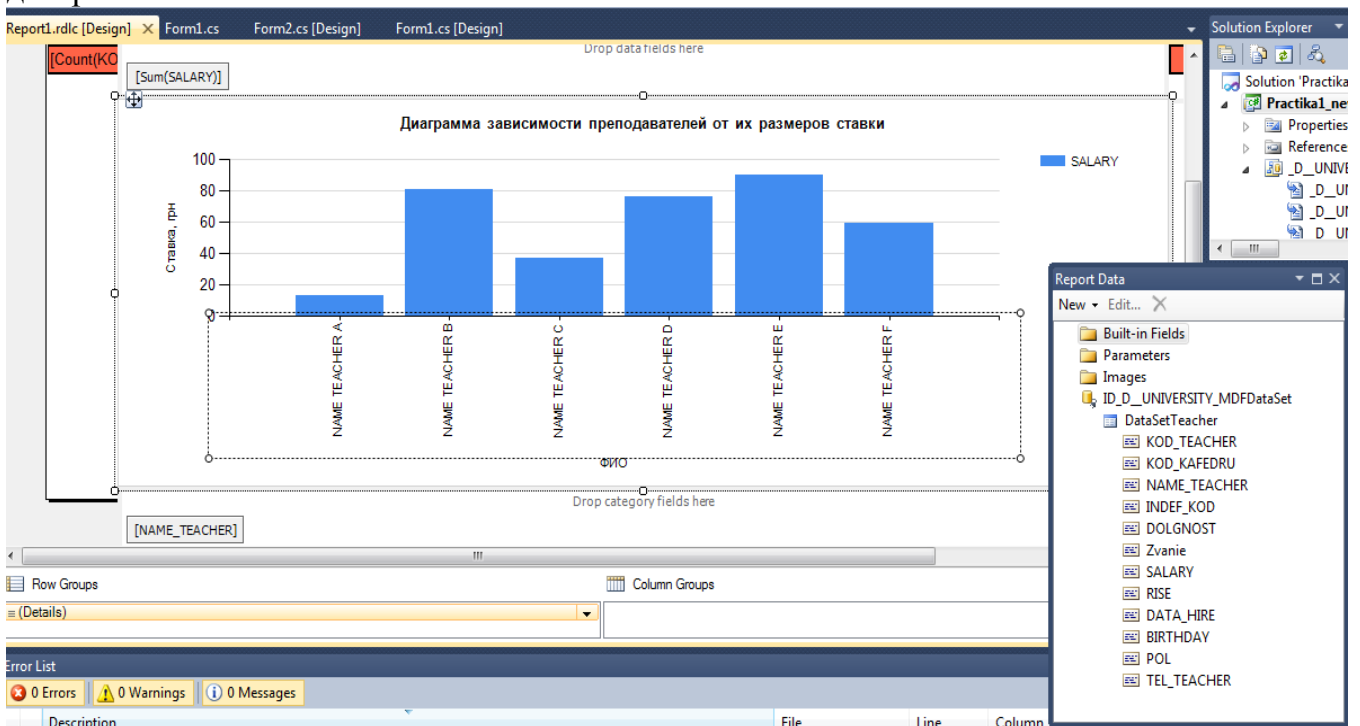 Report1.rdlc [Design] Form1.cs Form2.cs [Design] Form1.cs [Design]
[Count(KO
Drop data fields here
[Sum(SALARY)]
Диаграмма зависимости преподавателей от их размеров ставки
SALARY
Ставка, грн
100
80
60
40
20
0
NAME TEACHER A
NAME TEACHER B
NAME TEACHER C
NAME TEACHER D
NAME TEACHER E
NAME TEACHER F
ФИО
Drop category fields here
[NAME_TEACHER]
Row Groups
Column Groups
(Details)
Error List
0 Errors
0 Warnings
0 Messages
Description File Line Column
Solution Explorer
Solution 'Practika
Practika1_ne
Properties
Reference
_D__UNIVE
_D__U
_D__U
_D__U
Report Data
New Edit...
Built-in Fields
Parameters
Images
ID_D__UNIVERSITY_MDFDataSet
DataSetTeacher
KOD_TEACHER
KOD_KAFEDRU
NAME_TEACHER
INDEF_KOD
DOLGNOST
Zvanie
SALARY
RISE
DATA_HIRE
BIRTHDAY
POL
TEL_TEACHER